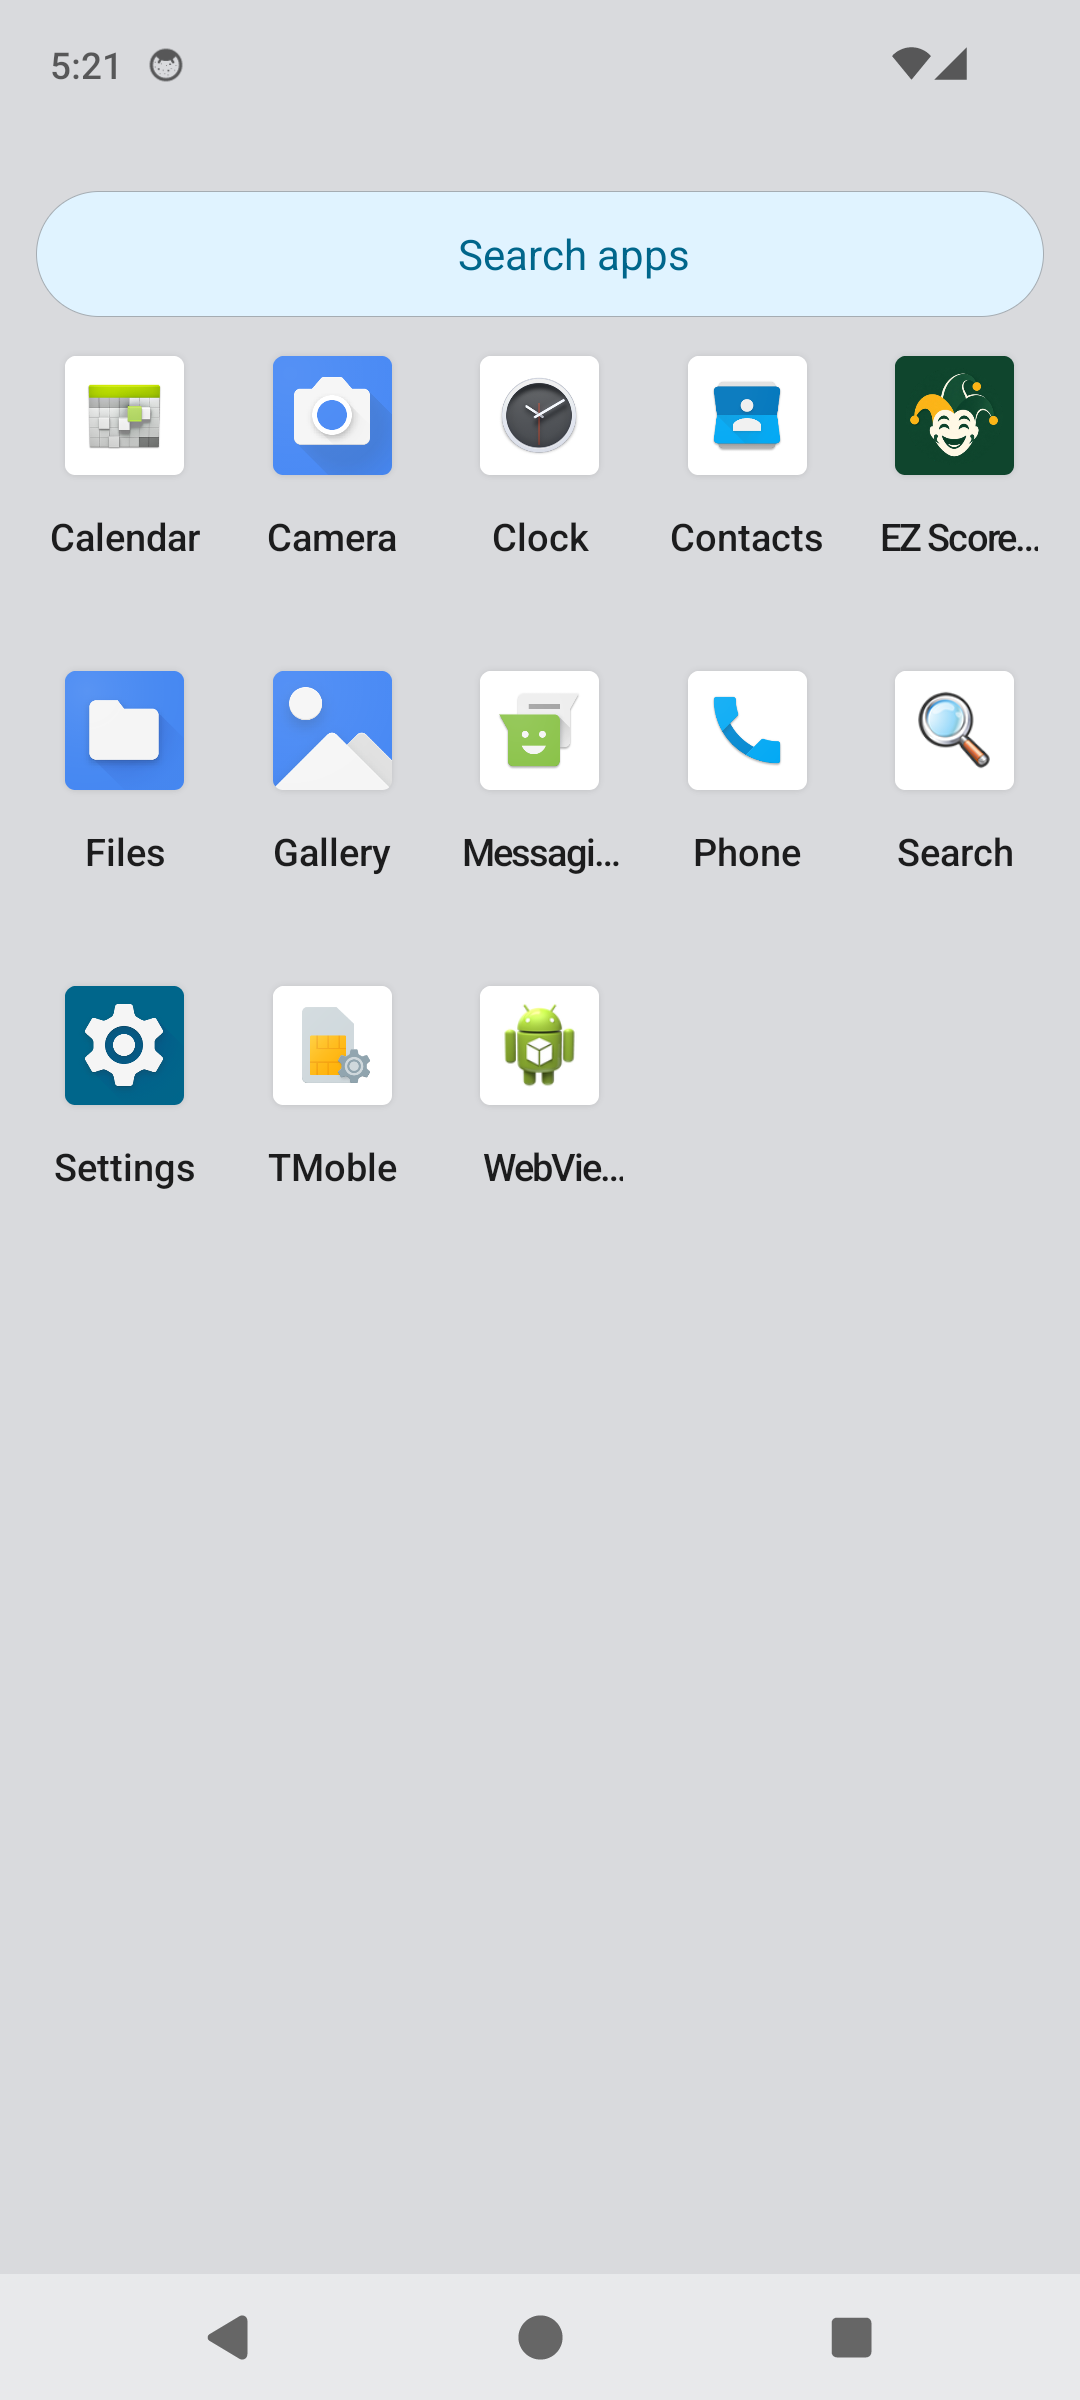 5:21
Search apps
Calendar
Camera
Clock
Contacts
EZ Score...
Files
Gallery
Messagi...
Phone
Search
Settings
TMoble
WebVie...